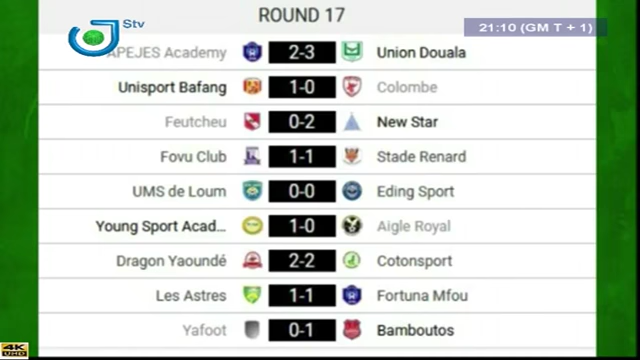 ROUND 17
Stv
21:10 (GM T + 1)
APEJES Academy 2-3 Union Douala
Unisport Bafang 1-0 Colombe
Feutcheu 0-2 New Star
Fovu Club 1-1 Stade Renard
UMS de Loum 0-0 Eding Sport
Young Sport Acad... 1-0 Aigle Royal
Dragon Yaoundé 2-2 Cotonsport
Les Astres 1-1 Fortuna Mfou
Yafoot 0-1 Bamboutos
4K
UHD